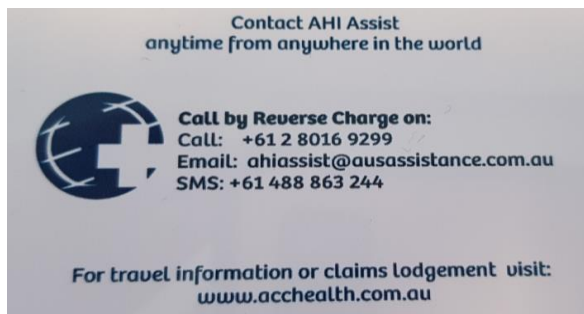 Contact AHI Assist
anytime from anywhere in the world
Call by Reverse Charge on:
Call: +61 2 8016 9299
Email: ahiassist@ausassistance.com.au
SMS: +61 488 863 244
For travel information or claims lodgement visit:
www.acchealth.com.au